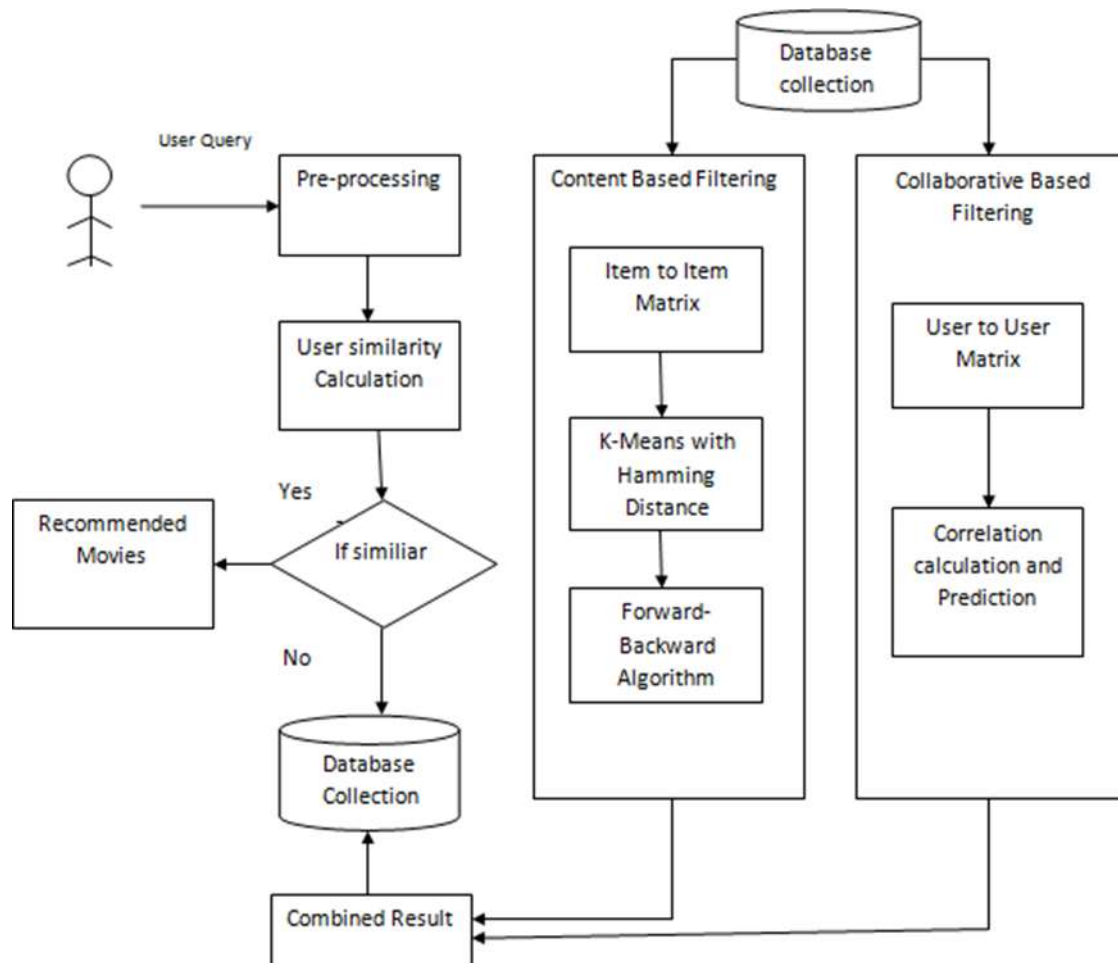 Database
collection
User Query
Pre-processing
Content Based Filtering
Collaborative Based
Filtering
Item to Item
Matrix
User to User
Matrix
User similarity
Calculation
K-Means with
Hamming
Distance
Yes
Recommended
Movies
If similiar
Correlation
calculation and
Prediction
Forward-
Backward
Algorithm
No
Database
Collection
Combined Result